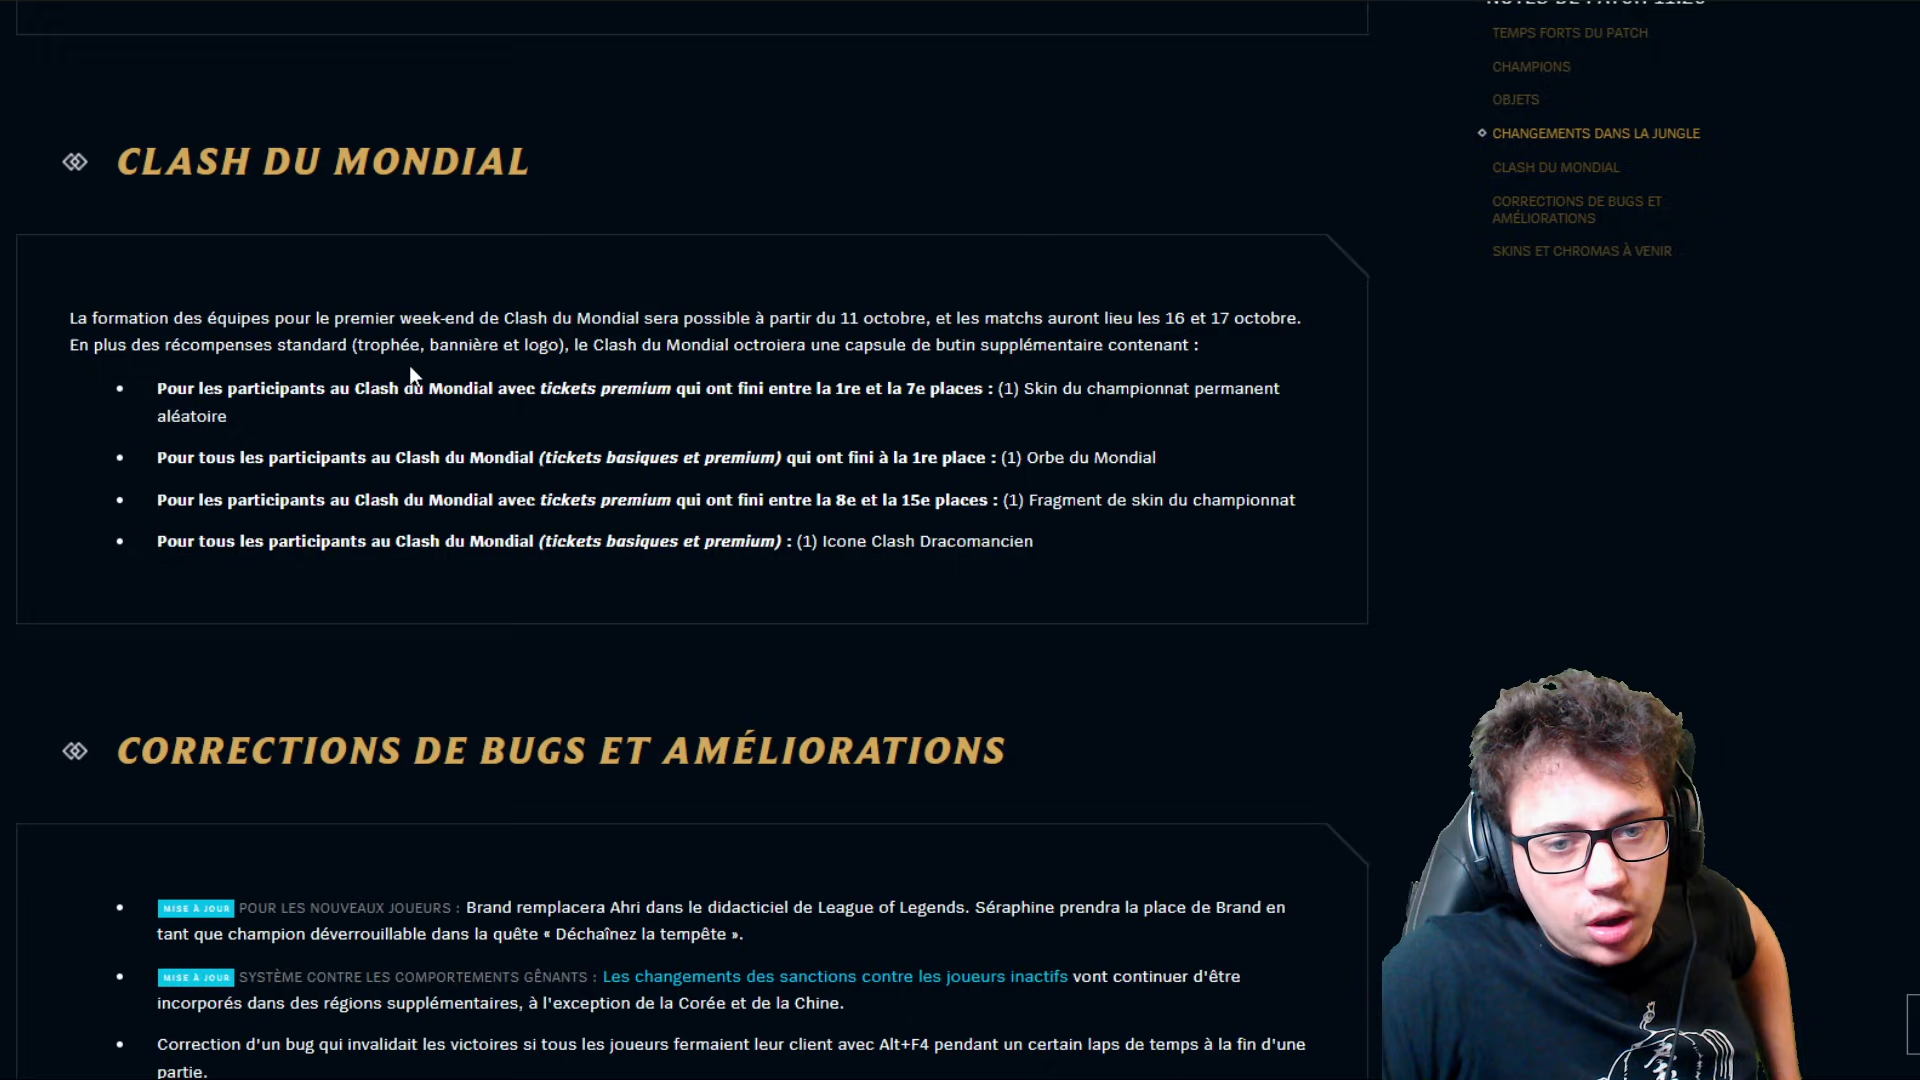 CLASH DU MONDIAL
La formation des équipes pour le premier week-end de Clash du Mondial sera possible à partir du 11 octobre, et les matchs auront lieu les 16 et 17 octobre.
En plus des récompenses standard (trophée, bannière et logo), le Clash du Mondial octroiera une capsule de butin supplémentaire contenant :
• Pour les participants au Clash du Mondial avec tickets premium qui ont fini entre la 1re et la 7e places : (1) Skin du championnat permanent
aléatoire
• Pour tous les participants au Clash du Mondial (tickets basiques et premium) qui ont fini à la 1re place : (1) Orbe du Mondial
• Pour les participants au Clash du Mondial avec tickets premium qui ont fini entre la 8e et la 15e places : (1) Fragment de skin du championnat
• Pour tous les participants au Clash du Mondial (tickets basiques et premium) : (1) Icone Clash Dracomancien
CORRECTIONS DE BUGS ET AMÉLIORATIONS
• MISE À JOUR POUR LES NOUVEAUX JOUEURS : Brand remplacera Ahri dans le didacticiel de League of Legends. Séraphine prendra la place de Brand en
tant que champion déverrouillable dans la quête « Déchaînez la tempête ».
• MISE À JOUR SYSTÈME CONTRE LES COMPORTEMENTS GÊNANTS : Les changements des sanctions contre les joueurs inactifs vont continuer d'être
incorporés dans des régions supplémentaires, à l'exception de la Corée et de la Chine.
• Correction d'un bug qui invalidait les victoires si tous les joueurs fermaient leur client avec Alt+F4 pendant un certain laps de temps à la fin d'une
partie.
NOTES DE PATCH 11.20
TEMPS FORTS DU PATCH
CHAMPIONS
OBJETS
CHANGEMENTS DANS LA JUNGLE
CLASH DU MONDIAL
CORRECTIONS DE BUGS ET
AMÉLIORATIONS
SKINS ET CHROMAS À VENIR